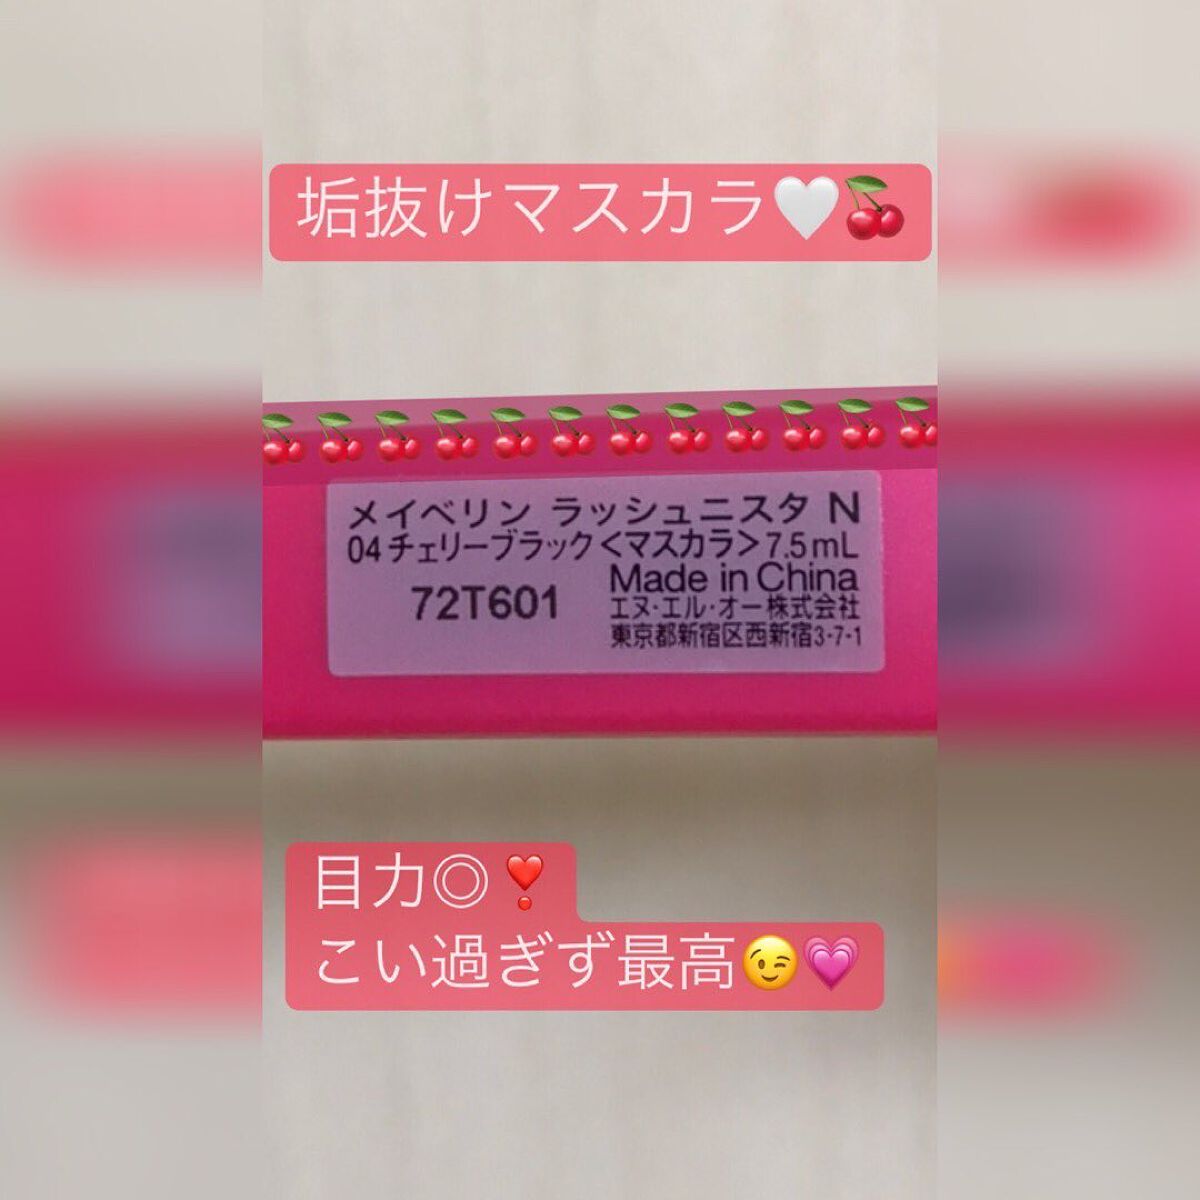 垢抜けマスカラ🤍🍒
メイベリン ラッシュニスタ N
04チェリーブラック<マスカラ>7.5mL
72T601
Made in China
エヌ・エル・オー株式会社
東京都新宿区西新宿3-7-1
目力◎❣️
こい過ぎず最高😉💗